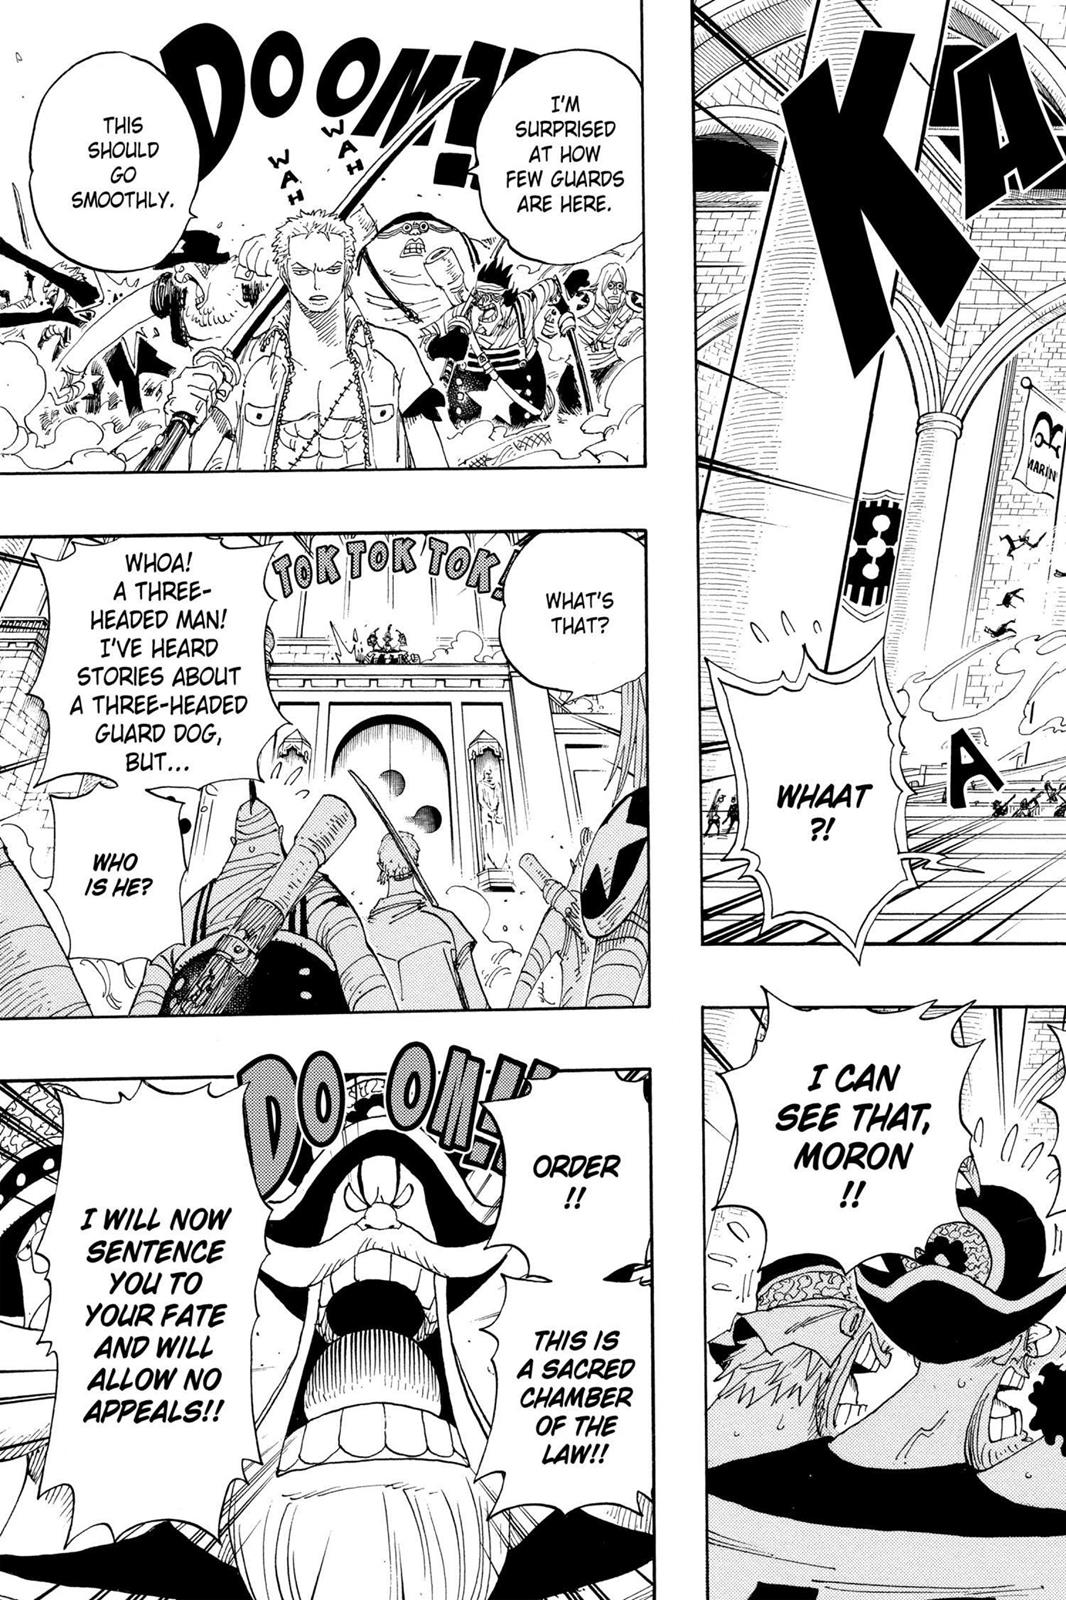 KA
A
MARIN
WHAAT
?!
I CAN
SEE THAT,
MORON
!!
DOOM!!
I'M
SURPRISED
AT HOW
FEW GUARDS
ARE HERE.
WAH
WAH
THIS
SHOULD
GO
SMOOTHLY.
WHAT'S
THAT?
TOK TOK TOK!
WHOA!
A THREE-
HEADED MAN!
I'VE HEARD
STORIES ABOUT
A THREE-HEADED
GUARD DOG,
BUT...
WHO
IS HE?
DOOM!!
ORDER
!!
THIS IS
A SACRED
CHAMBER
OF THE
LAW!!
I WILL NOW
SENTENCE
YOU TO
YOUR FATE
AND WILL
ALLOW NO
APPEALS!!